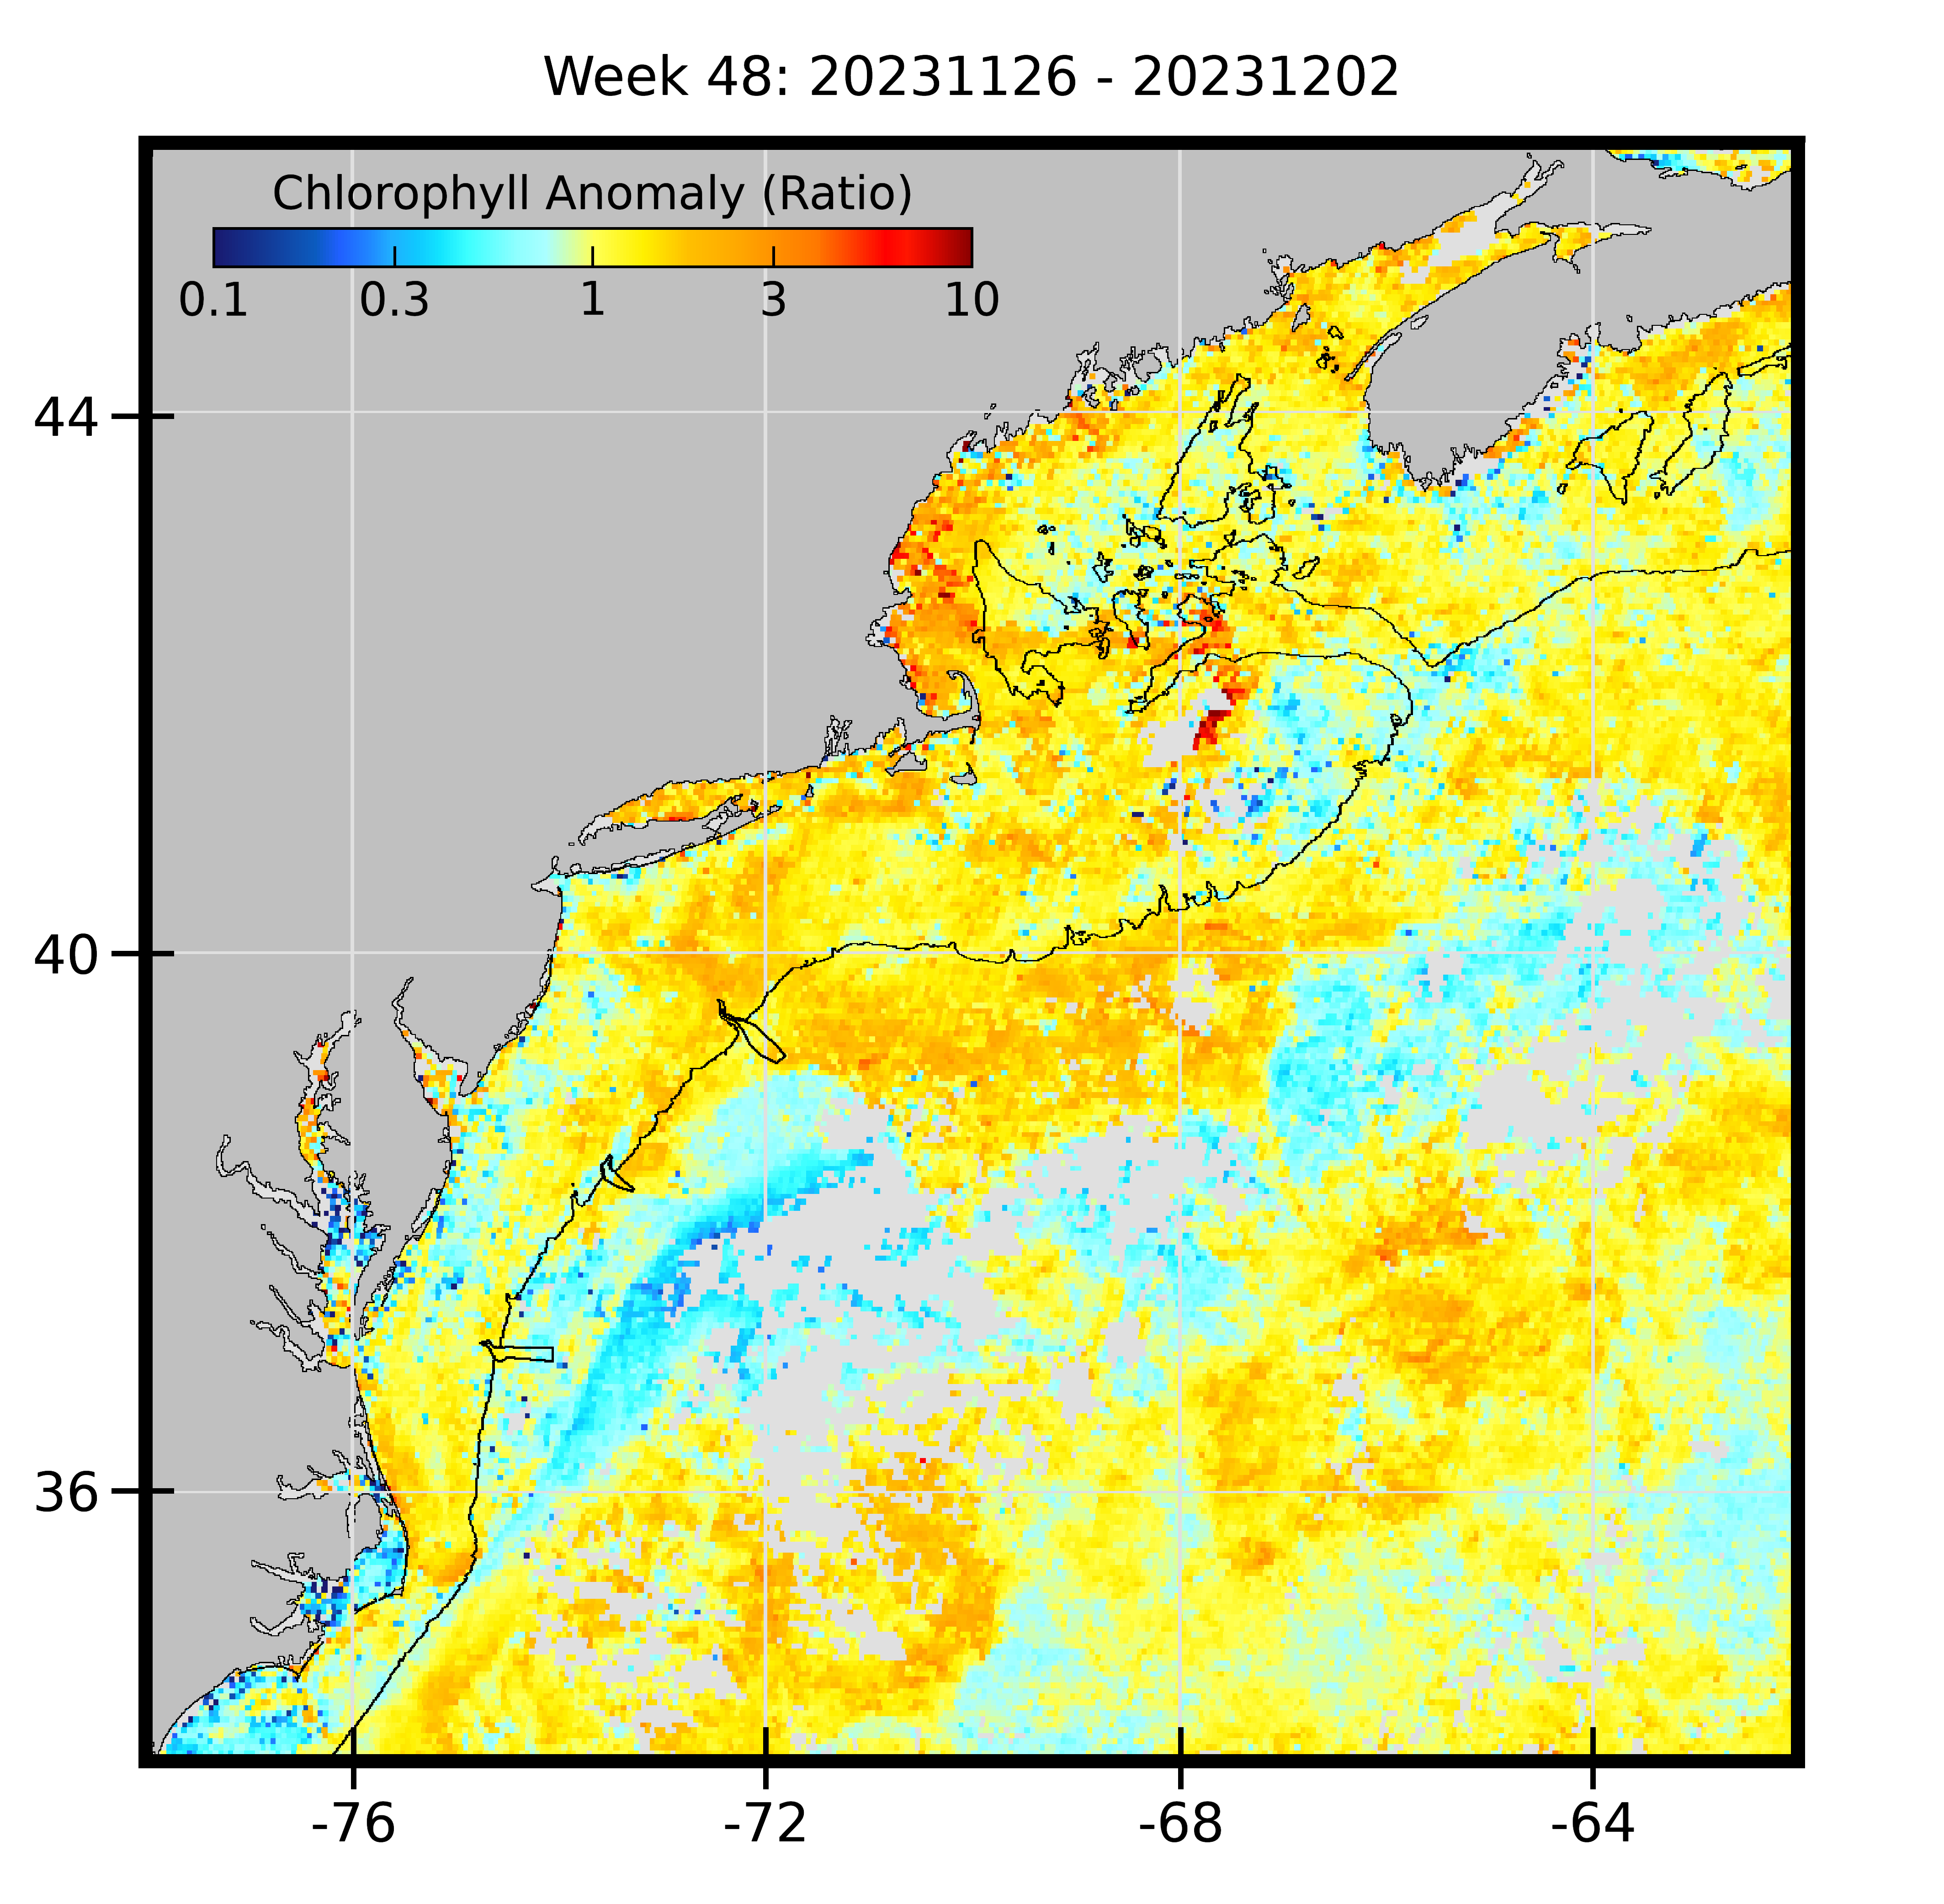 Week 48: 20231126 - 20231202
Chlorophyll Anomaly (Ratio)
0.1 0.3 1 3 10
44
40
36
-76 -72 -68 -64